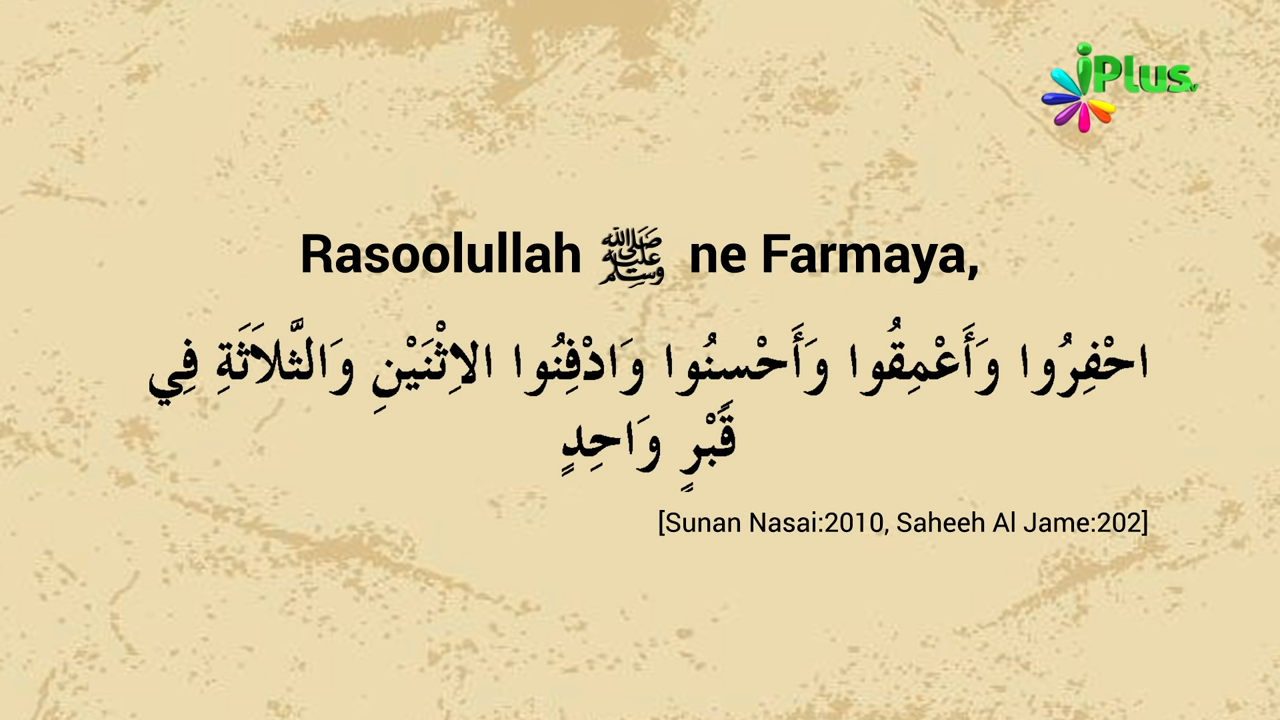 iPlus
Rasoolullah ﷺ ne Farmaya,
احْفِرُوا وَأَعْمِقُوا وَأَحْسِنُوا وَادْفِنُوا الاِثْنَيْنِ وَالثَّلاَثَةِ فِي
قَبْرٍ وَاحِدٍ
[Sunan Nasai:2010, Saheeh Al Jame:202]